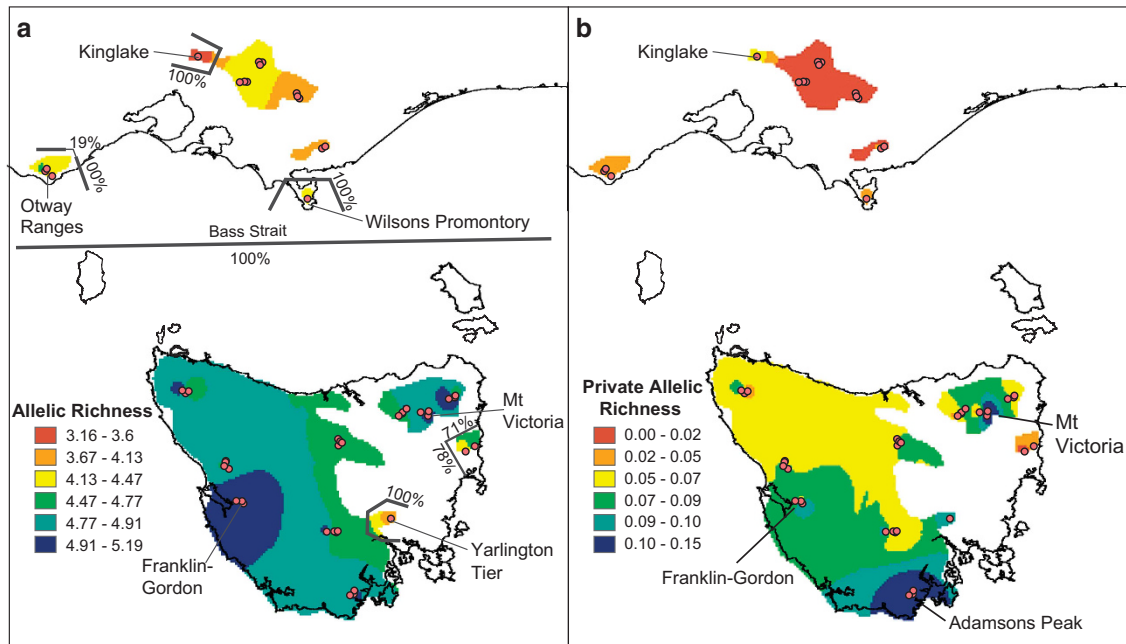 a
Kinglake
100%
19%
100%
Otway
Ranges
100%
Wilsons Promontory
Bass Strait
100%
Allelic Richness
3.16 - 3.6
3.67 - 4.13
4.13 - 4.47
4.47 - 4.77
4.77 - 4.91
4.91 - 5.19
Mt
Victoria
71%
78%
100%
Yarlington
Tier
Franklin-
Gordon
b
Kinglake
Private Allelic
Richness
0.00 - 0.02
0.02 - 0.05
0.05 - 0.07
0.07 - 0.09
0.09 - 0.10
0.10 - 0.15
Mt
Victoria
Franklin-Gordon
Adamsons Peak